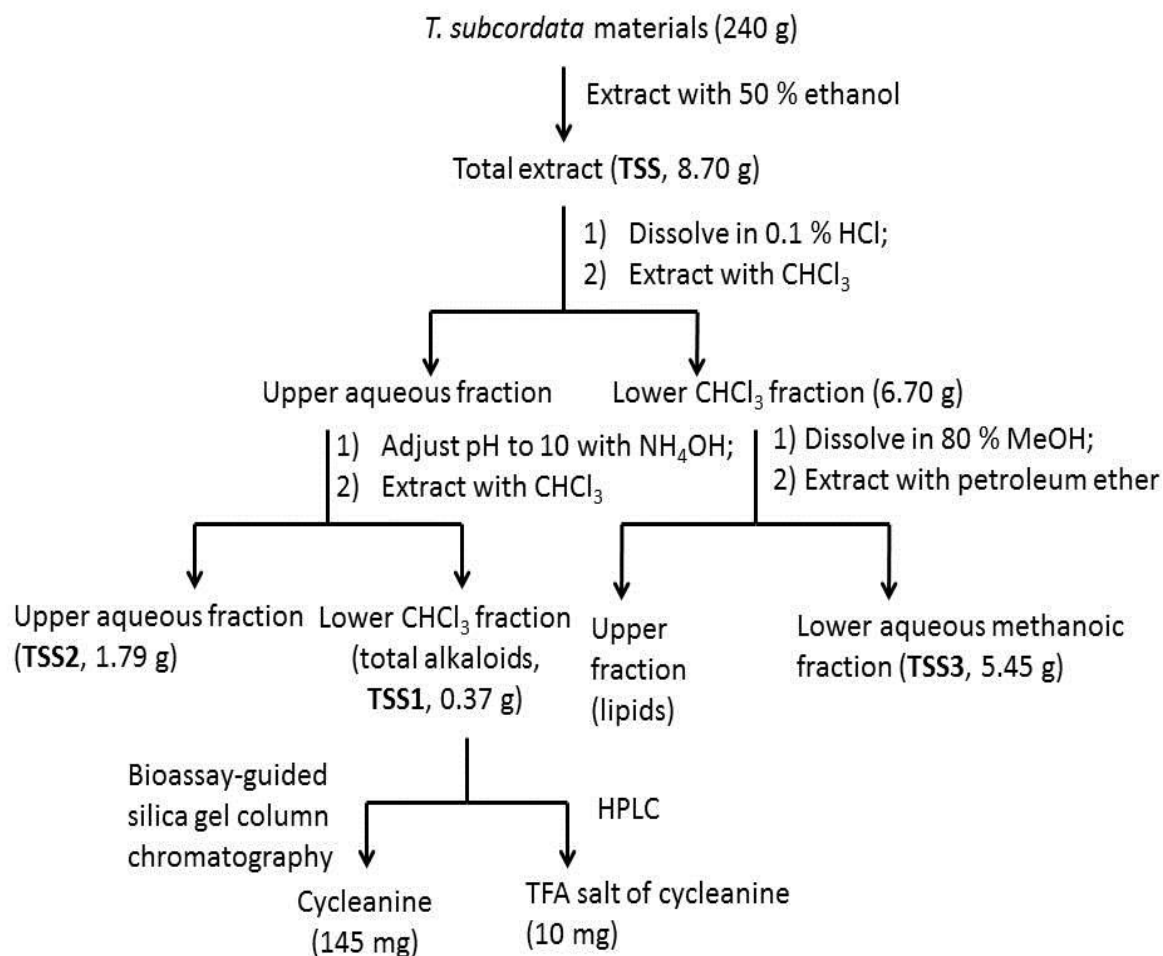 T. subcordata materials (240 g)
Extract with 50 % ethanol
Total extract (TSS, 8.70 g)
1) Dissolve in 0.1 % HCl;
2) Extract with CHCl₃
Upper aqueous fraction
Lower CHCl₃ fraction (6.70 g)
1) Adjust pH to 10 with NH₄OH;
2) Extract with CHCl₃
1) Dissolve in 80 % MeOH;
2) Extract with petroleum ether
Upper aqueous fraction
(TSS2, 1.79 g)
Lower CHCl₃ fraction
(total alkaloids,
TSS1, 0.37 g)
Upper
fraction
(lipids)
Lower aqueous methanoic
fraction (TSS3, 5.45 g)
Bioassay-guided
silica gel column
chromatography
HPLC
Cycleanine
(145 mg)
TFA salt of cycleanine
(10 mg)